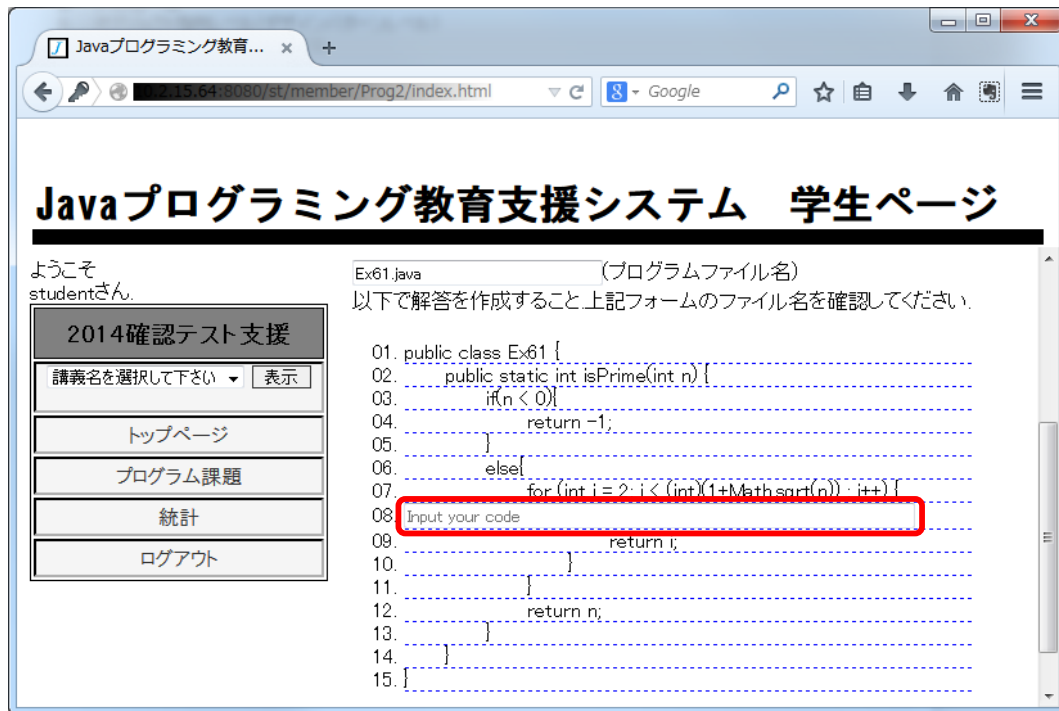 Javaプログラミング教育...
0.2.15.64:8080/st/member/Prog2/index.html
Google
Javaプログラミング教育支援システム 学生ページ
ようこそ
studentさん.
2014確認テスト支援
講義名を選択して下さい 表示
トップページ
プログラム課題
統計
ログアウト
Ex61.java (プログラムファイル名)
以下で解答を作成すること.上記フォームのファイル名を確認してください.
01. public class Ex61 {
02. public static int isPrime(int n) {
03. if(n < 0){
04. return -1;
05. }
06. else{
07. for (int i = 2; i < (int)(1+Math.sqrt(n)) ; i++) {
08. Input your code
09. return i;
10. }
11. }
12. return n;
13. }
14. }
15. }